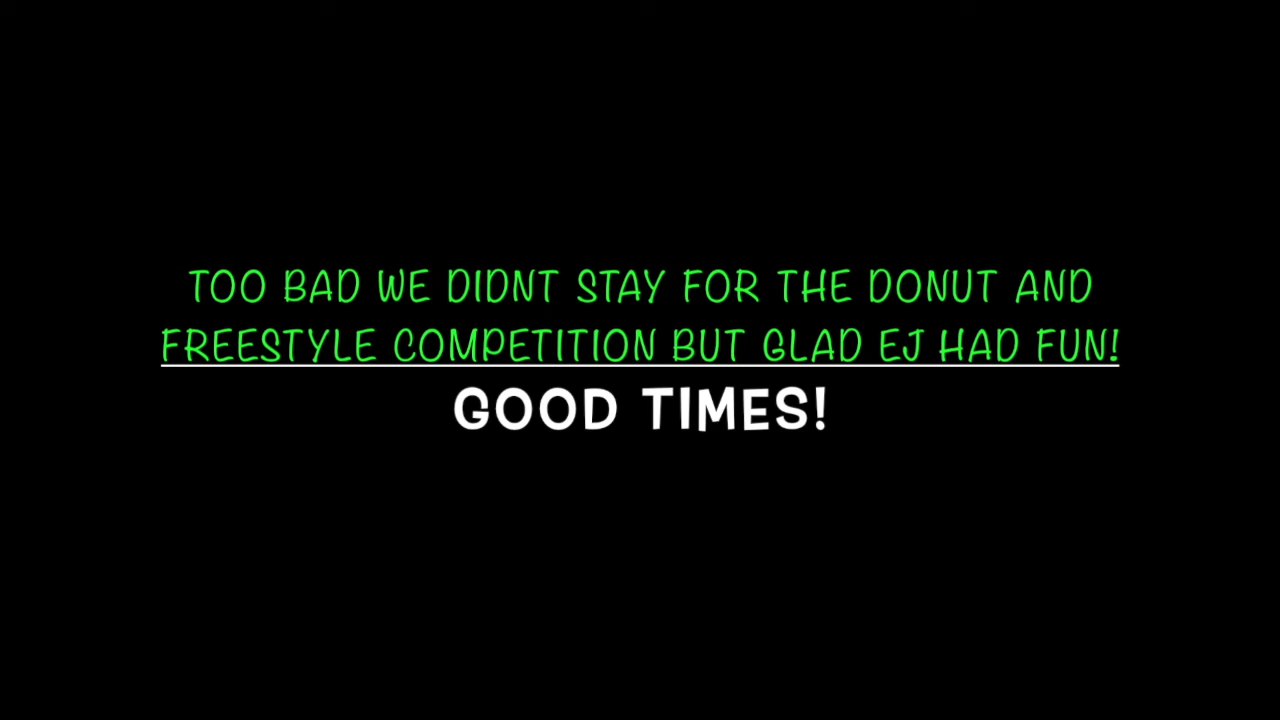 TOO BAD WE DIDNT STAY FOR THE DONUT AND
FREESTYLE COMPETITION BUT GLAD EJ HAD FUN!
GOOD TIMES!